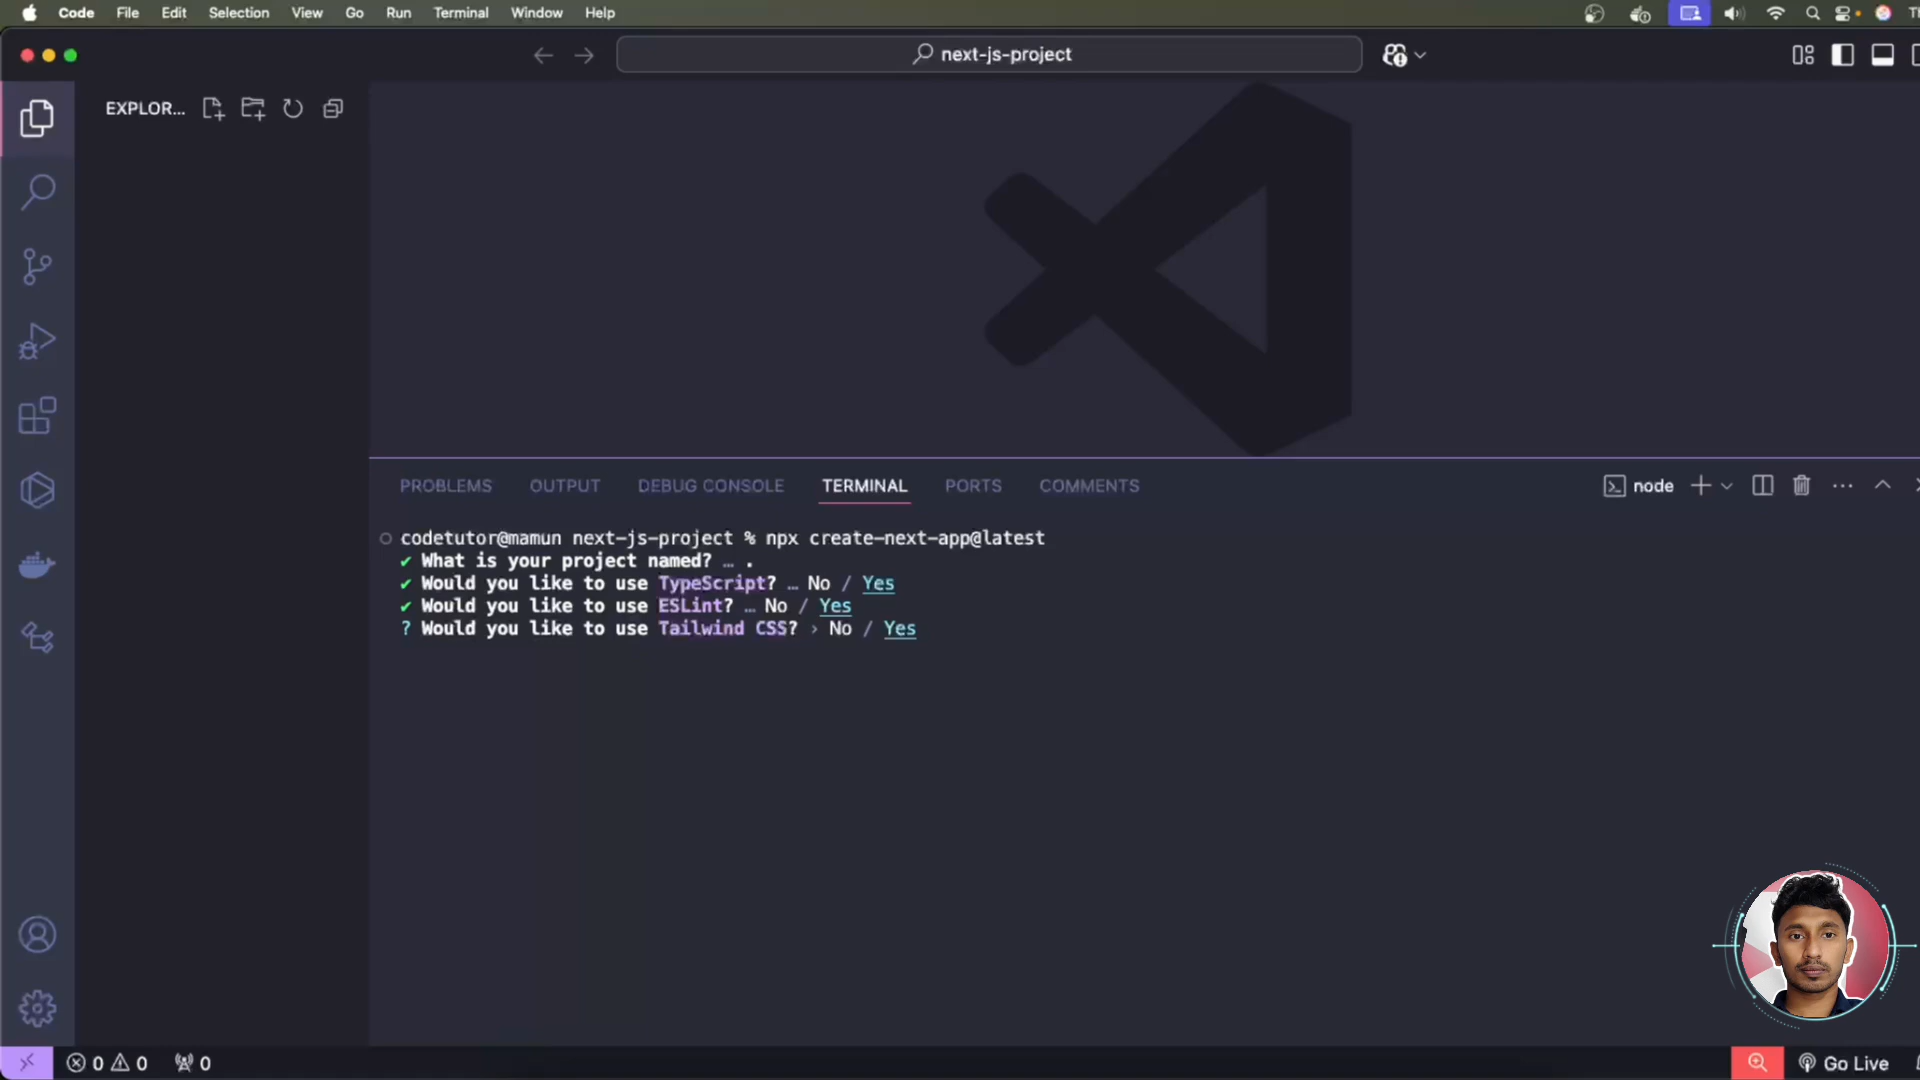 Code File Edit Selection View Go Run Terminal Window Help
next-js-project
EXPLOR...
PROBLEMS OUTPUT DEBUG CONSOLE TERMINAL PORTS COMMENTS
node
codetutor@mamun next-js-project % npx create-next-app@latest
✔ What is your project named? … .
✔ Would you like to use TypeScript? … No / Yes
✔ Would you like to use ESLint? … No / Yes
? Would you like to use Tailwind CSS? › No / Yes
0 0 0
Go Live